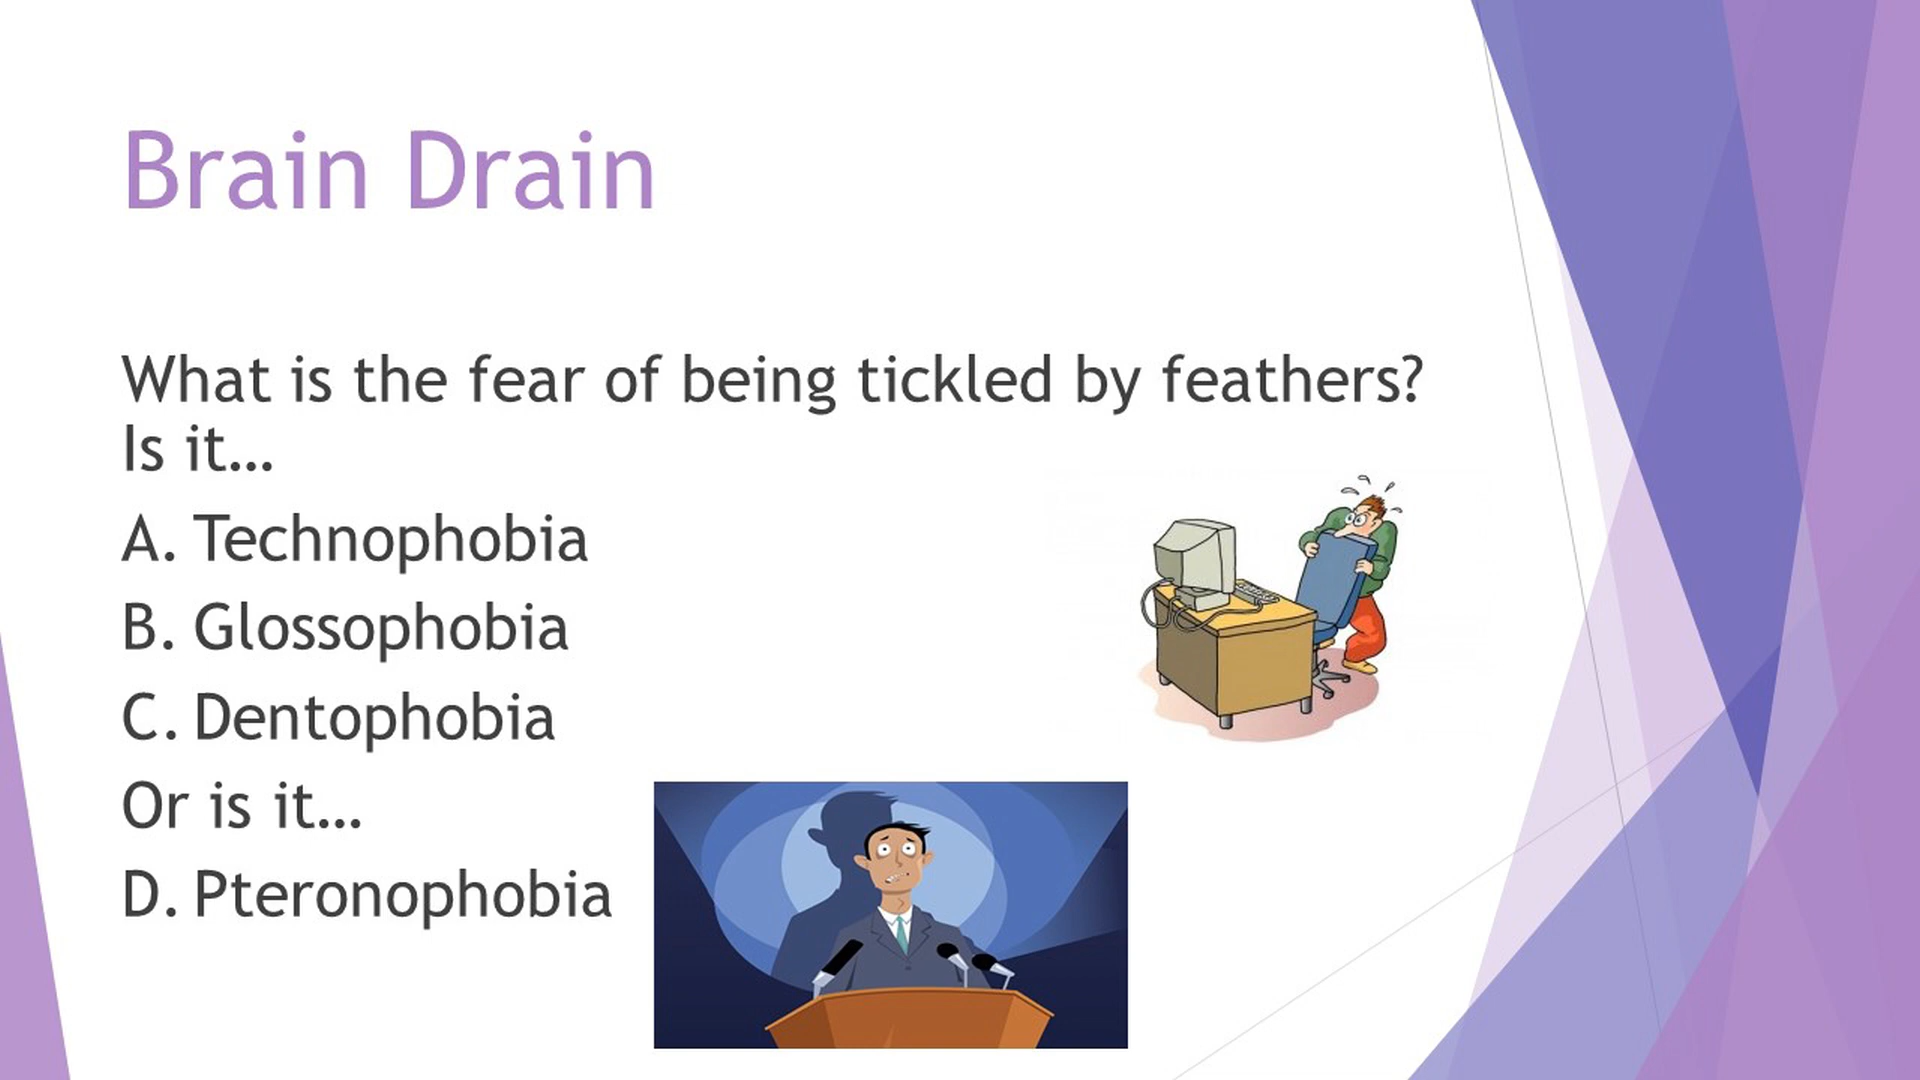 Brain Drain
What is the fear of being tickled by feathers?
Is it…
A. Technophobia
B. Glossophobia
C. Dentophobia
Or is it…
D. Pteronophobia